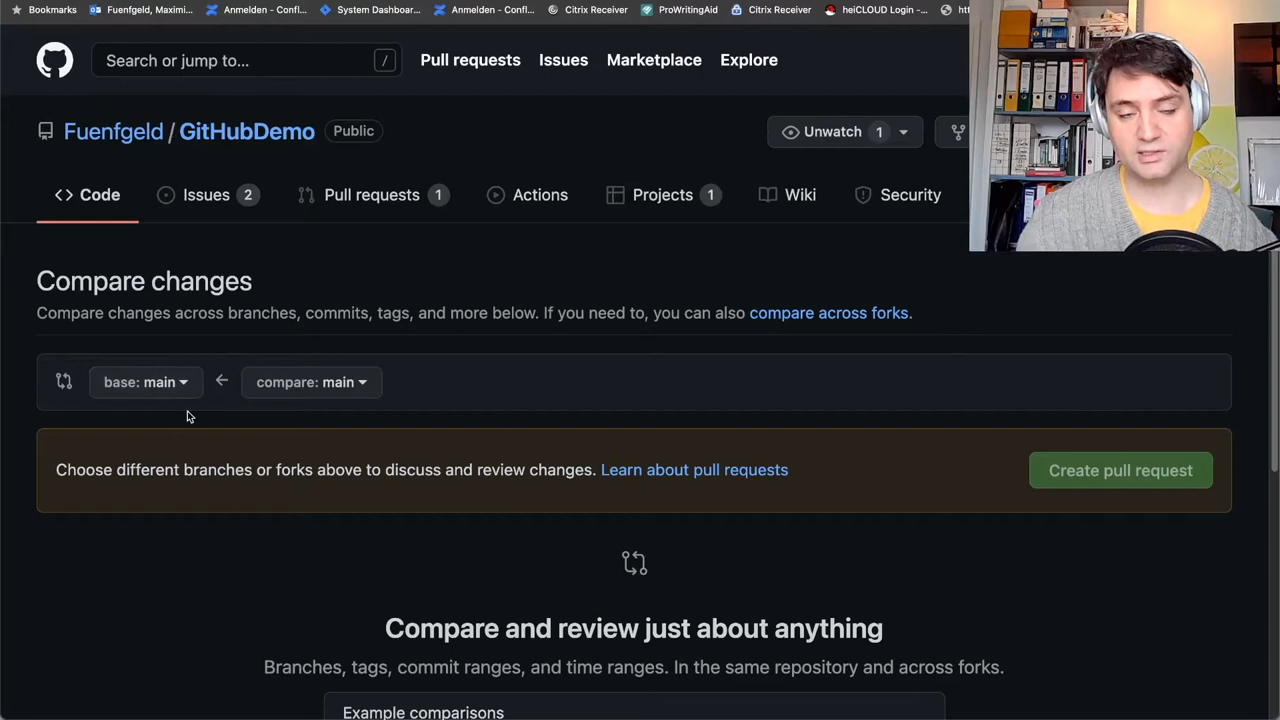 Bookmarks Fuenfgeld, Maximi... Anmelden - Confl... System Dashboar... Anmelden - Confl... Citrix Receiver ProWritingAid Citrix Receiver heiCLOUD Login -...
Search or jump to... / Pull requests Issues Marketplace Explore
Fuenfgeld / GitHubDemo Public Unwatch 1
Code Issues 2 Pull requests 1 Actions Projects 1 Wiki Security
Compare changes
Compare changes across branches, commits, tags, and more below. If you need to, you can also compare across forks.
base: main compare: main
Choose different branches or forks above to discuss and review changes. Learn about pull requests Create pull request
Compare and review just about anything
Branches, tags, commit ranges, and time ranges. In the same repository and across forks.
Example comparisons